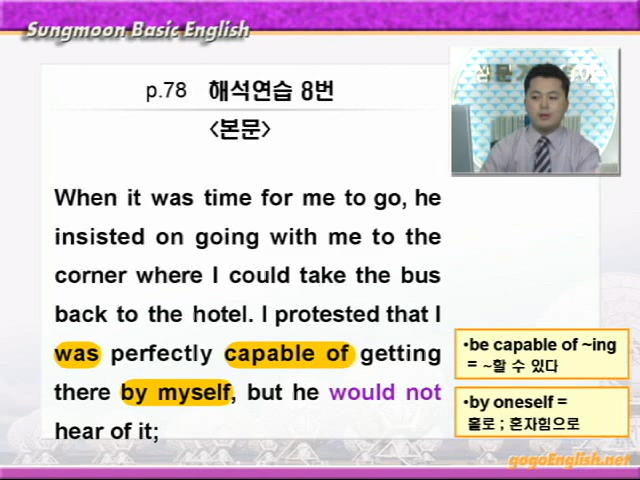 Sungmoon Basic English
p.78 해석연습 8번
<본문>
When it was time for me to go, he
insisted on going with me to the
corner where I could take the bus
back to the hotel. I protested that I
was perfectly capable of getting
there by myself, but he would not
hear of it;
•be capable of ~ing
= ~할 수 있다
•by oneself =
홀로 ; 혼자힘으로
gogoEnglish.net